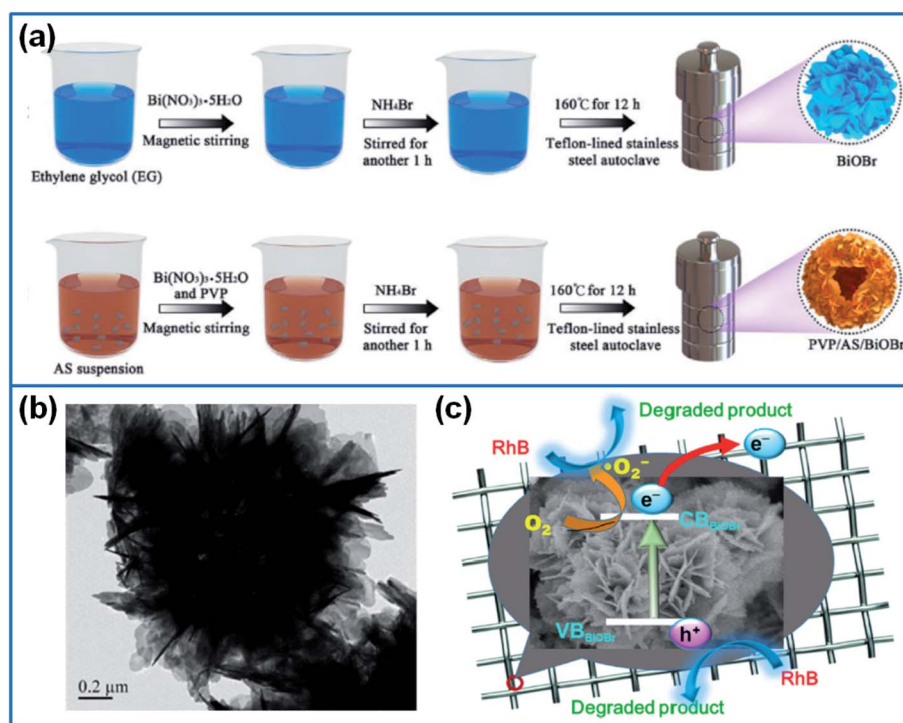 (a)
Bi(NO₃)₃•5H₂O
Magnetic stirring
NH₄Br
Stirred for
another 1 h
160℃ for 12 h
Teflon-lined stainless
steel autoclave
Ethylene glycol (EG)
BiOBr
Bi(NO₃)₃•5H₂O
and PVP
Magnetic stirring
NH₄Br
Stirred for
another 1 h
160℃ for 12 h
Teflon-lined stainless
steel autoclave
AS suspension
PVP/AS/BiOBr
(b)
0.2 μm
(c)
Degraded product
RhB
e⁻
•O₂⁻
e⁻
O₂
CB_BiOBr
VB_BiOBr
h⁺
RhB
Degraded product